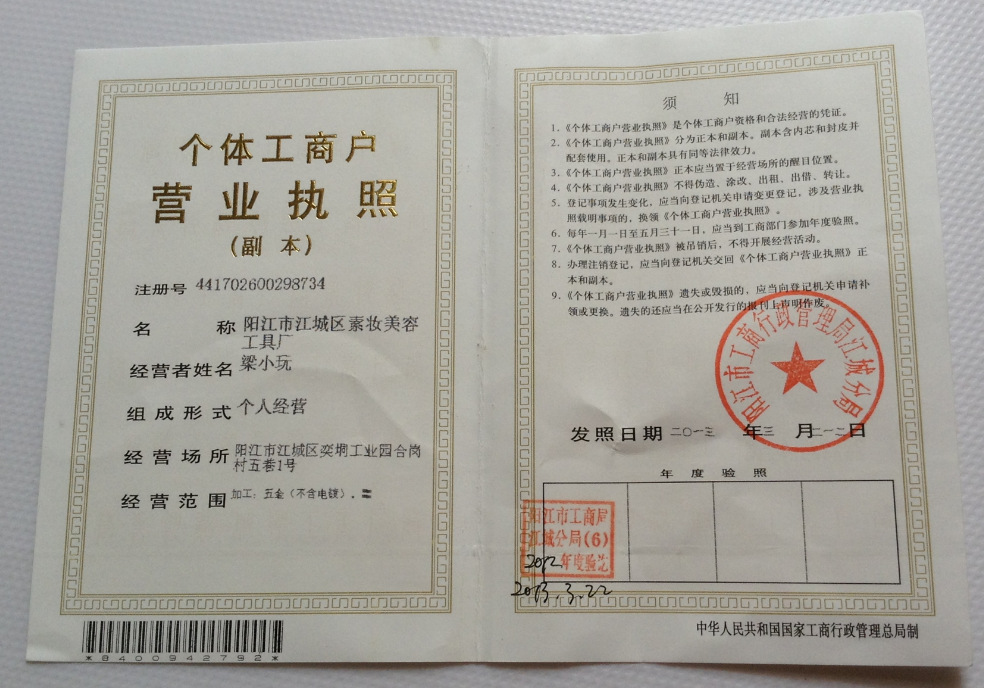 个体工商户
营业执照
(副本)
注册号 441702600298734
名称 阳江市江城区素妆美容
工具厂
经营者姓名 梁小玩
组成形式 个人经营
经营场所 阳江市江城区奕垌工业园合岗
村五巷1号
经营范围 加工：五金（不含电镀）。
*84009427792*
须知
1.《个体工商户营业执照》是个体工商户资格和合法经营的凭证。
2.《个体工商户营业执照》分为正本和副本。副本含内芯和封皮并
配套使用。正本和副本具有同等法律效力。
3.《个体工商户营业执照》正本应当置于经营场所的醒目位置。
4.《个体工商户营业执照》不得伪造、涂改、出租、出借、转让。
5. 登记事项发生变化，应当向登记机关申请变更登记，涉及营业执
照载明事项的，换领《个体工商户营业执照》。
6. 每年一月一日至五月三十一日，应当到工商部门参加年度验照。
7.《个体工商户营业执照》被吊销后，不得开展经营活动。
8. 办理注销登记，应当向登记机关交回《个体工商户营业执照》正
本和副本。
9.《个体工商户营业执照》遗失或毁损的，应当向登记机关申请补
领或更换。遗失的还应当在公开发行的报刊上声明作废。
阳江市工商行政管理局江城分局
发照日期 二〇一三 年三 月二一二日
年度验照
阳江市工商局
江城分局(6)
2012 年度验讫
2013.3.22
中华人民共和国国家工商行政管理总局制